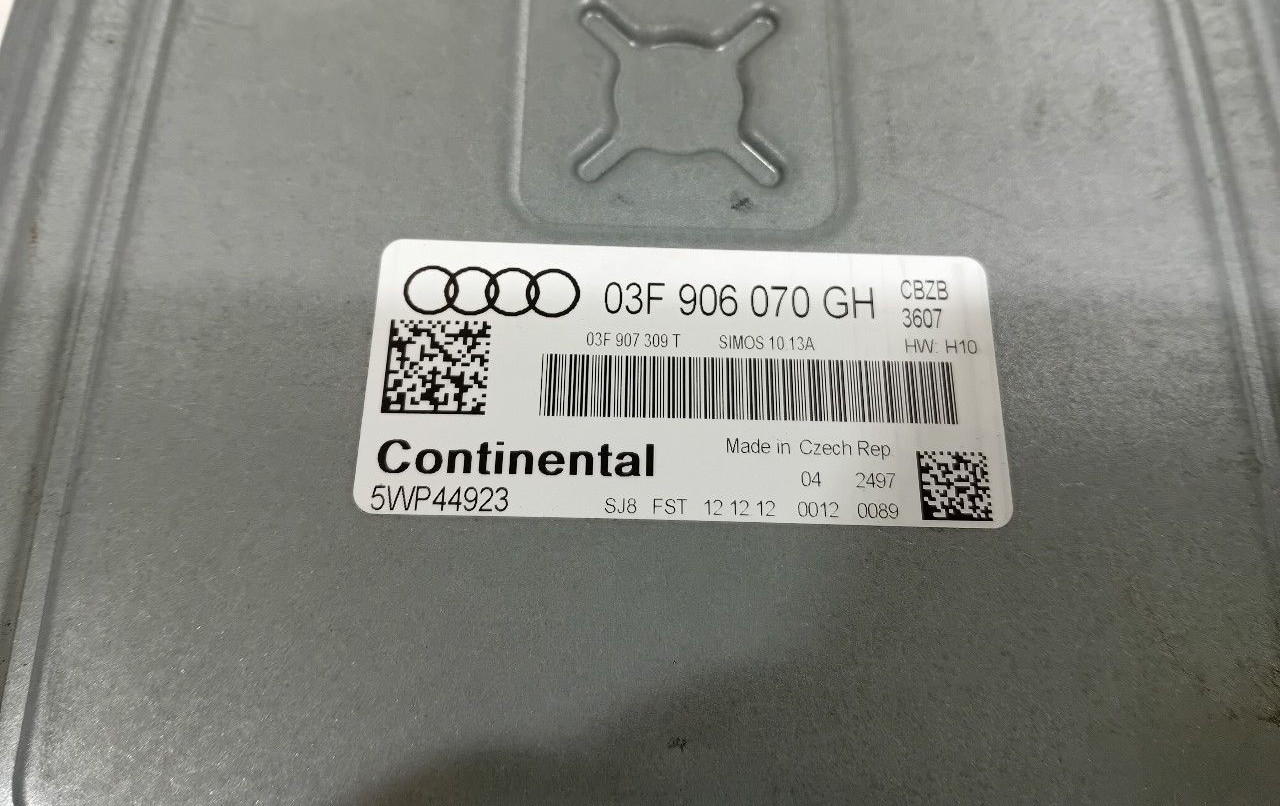 03F 906 070 GH CBZB
3607
03F 907 309 T SIMOS 10 13A HW: H10
Continental Made in Czech Rep
04 2497
5WP44923 SJ8 FST 12 12 12 0012 0089